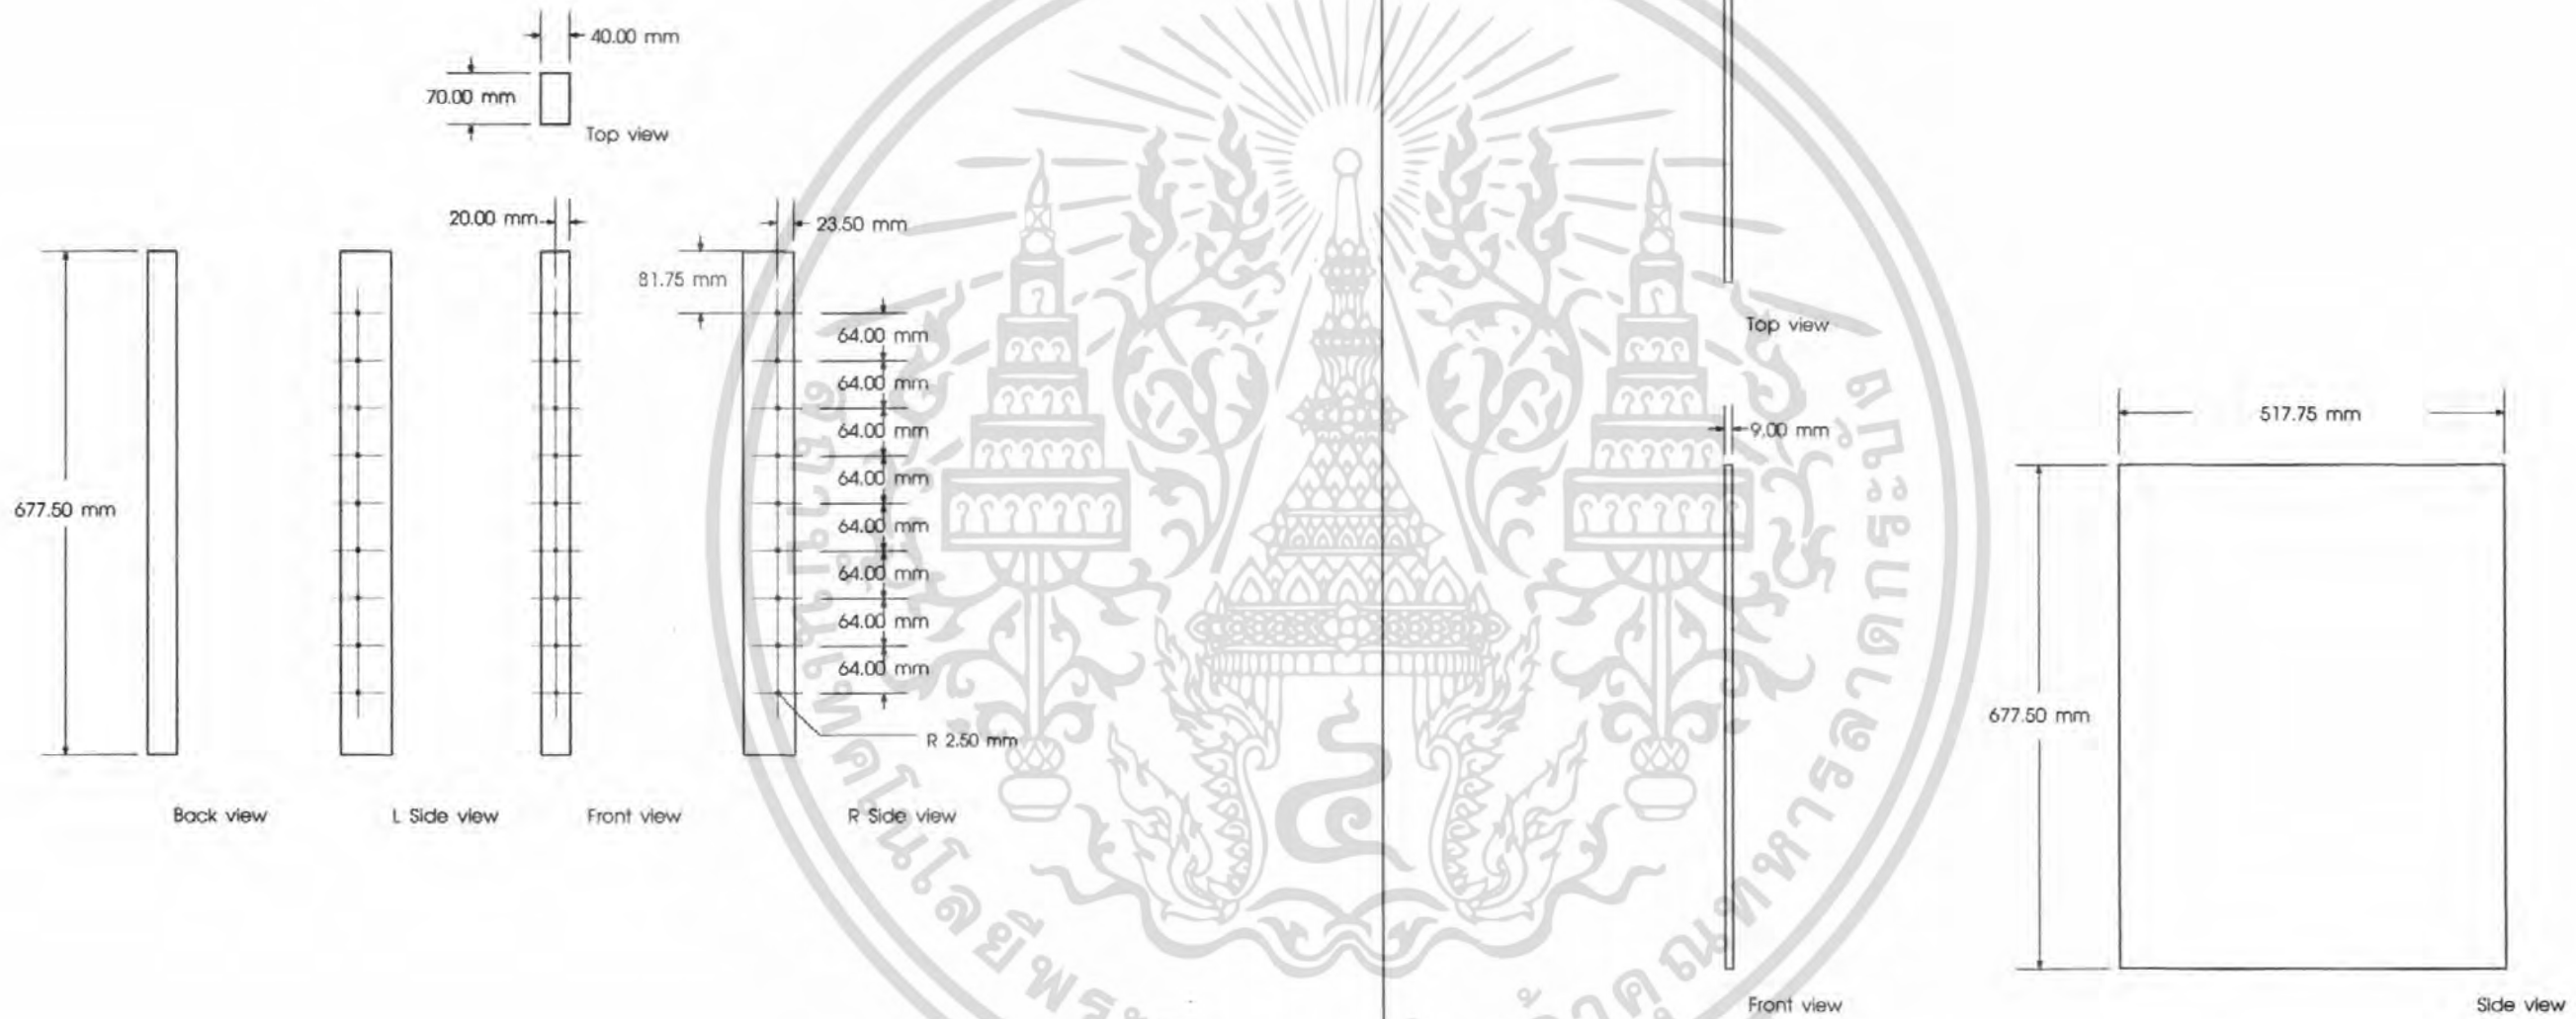 40.00 mm
70.00 mm
Top view
20.00 mm
23.50 mm
81.75 mm
677.50 mm
64.00 mm
64.00 mm
64.00 mm
64.00 mm
64.00 mm
64.00 mm
64.00 mm
64.00 mm
R 2.50 mm
Back view
L Side view
Front view
R Side view
Top view
9.00 mm
517.75 mm
677.50 mm
Front view
Side view